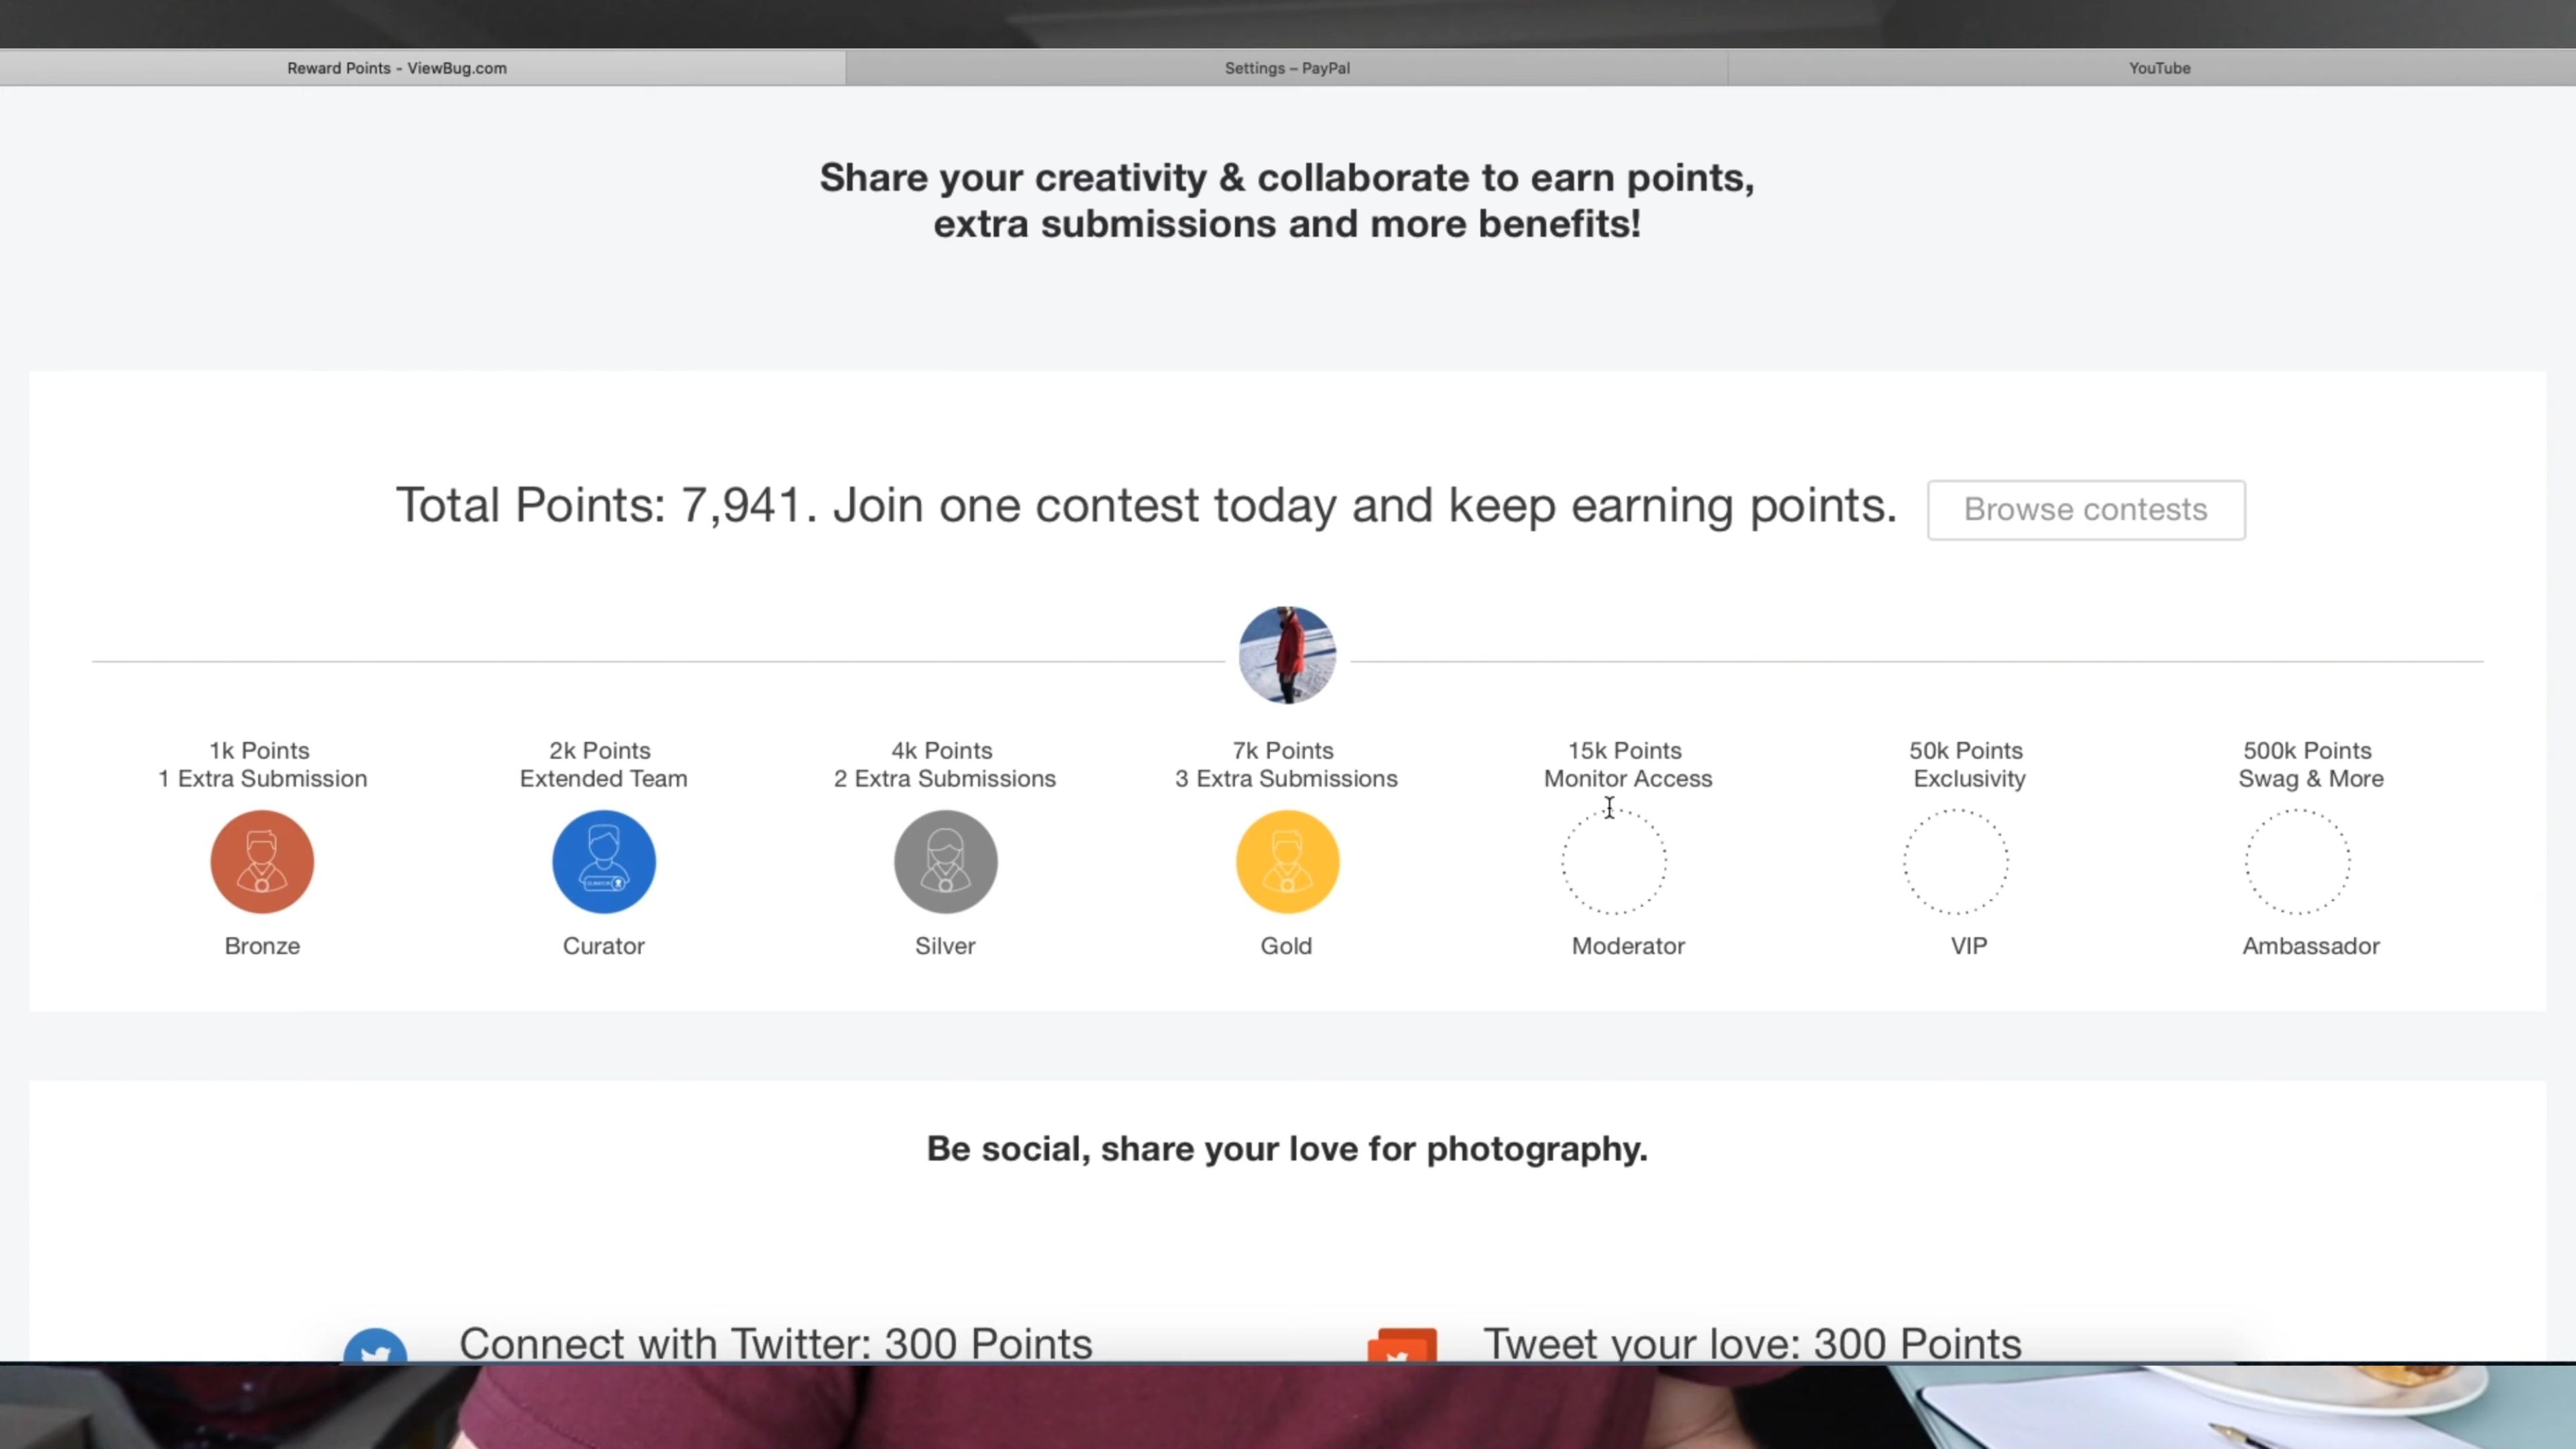 Reward Points - ViewBug.com
Settings – PayPal
YouTube
Share your creativity & collaborate to earn points,
extra submissions and more benefits!
Total Points: 7,941. Join one contest today and keep earning points.
Browse contests
1k Points
1 Extra Submission
Bronze
2k Points
Extended Team
CURATOR
Curator
4k Points
2 Extra Submissions
Silver
7k Points
3 Extra Submissions
Gold
15k Points
Monitor Access
Moderator
50k Points
Exclusivity
VIP
500k Points
Swag & More
Ambassador
Be social, share your love for photography.
Connect with Twitter: 300 Points
Tweet your love: 300 Points